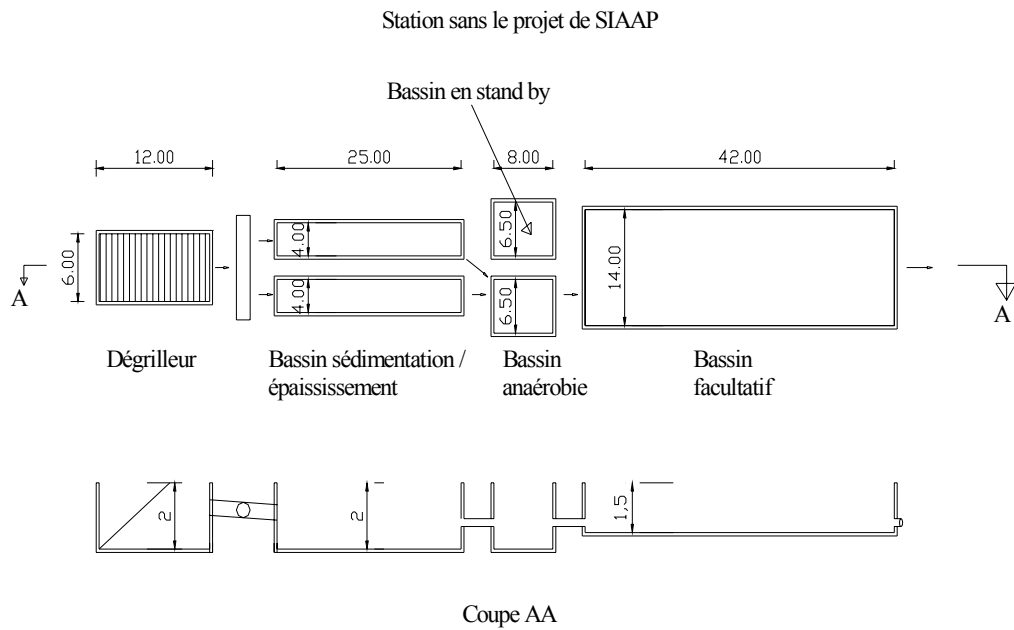 Station sans le projet de SIAAP
Bassin en stand by
12.00
25.00
8.00
42.00
6.00
4.00
4.00
6.50
6.50
14.00
A
A
Dégrilleur
Bassin sédimentation /
épaississement
Bassin
anaérobie
Bassin
facultatif
2
2
1,5
Coupe AA